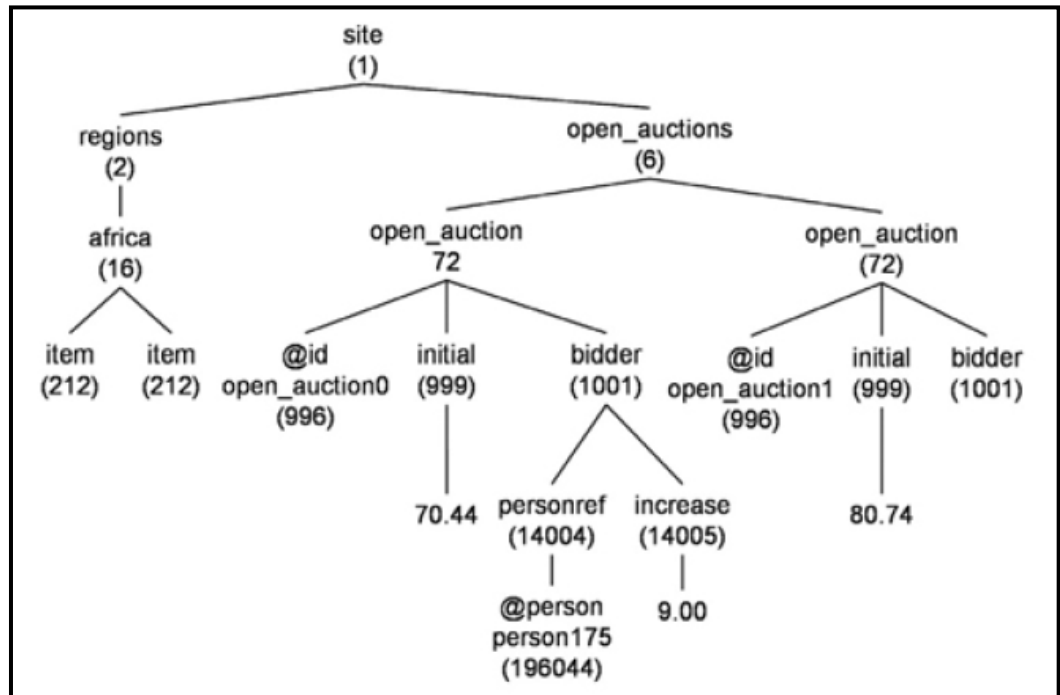 site
(1)
regions
(2)
open_auctions
(6)
africa
(16)
open_auction
72
open_auction
(72)
item
(212)
item
(212)
@id
open_auction0
(996)
initial
(999)
bidder
(1001)
@id
open_auction1
(996)
initial
(999)
bidder
(1001)
70.44
personref
(14004)
increase
(14005)
80.74
@person
person175
(196044)
9.00